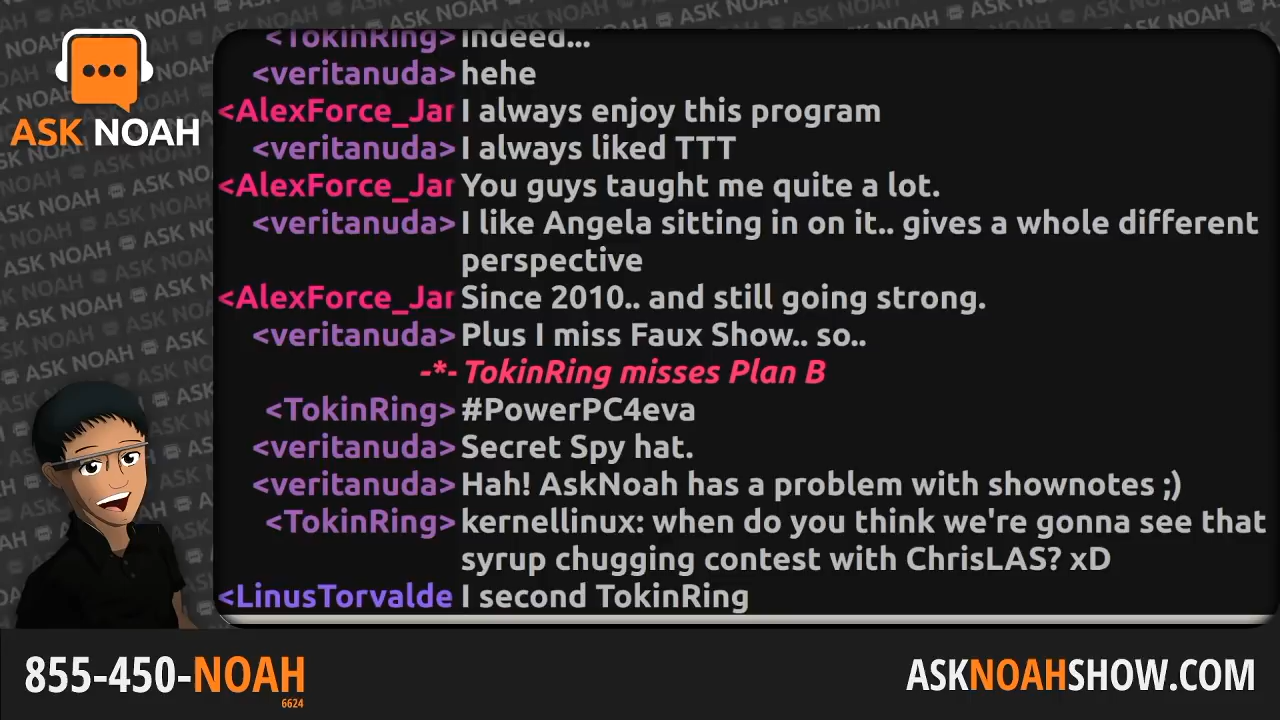 ASK NOAH
<TokinRing> Indeed...
<veritanuda> hehe
<AlexForce_Jar I always enjoy this program
<veritanuda> I always liked TTT
<AlexForce_Jar You guys taught me quite a lot.
<veritanuda> I like Angela sitting in on it.. gives a whole different
perspective
<AlexForce_Jar Since 2010.. and still going strong.
<veritanuda> Plus I miss Faux Show.. so..
-*- TokinRing misses Plan B
<TokinRing> #PowerPC4eva
<veritanuda> Secret Spy hat.
<veritanuda> Hah! AskNoah has a problem with shownotes ;)
<TokinRing> kernellinux: when do you think we're gonna see that
syrup chugging contest with ChrisLAS? xD
<LinusTorvalde I second TokinRing
855-450-NOAH
6624
ASKNOAHSHOW.COM